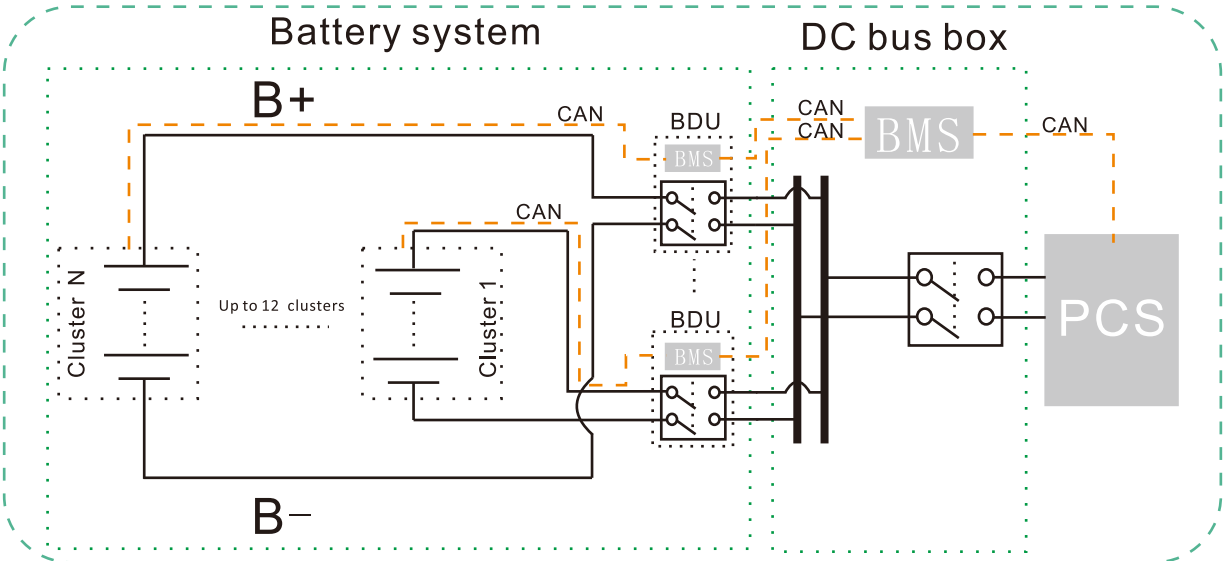 Battery system
DC bus box
B+
CAN
BDU
BMS
CAN
CAN
BMS
CAN
CAN
Cluster N
Up to 12 clusters
Cluster 1
BDU
BMS
PCS
B−